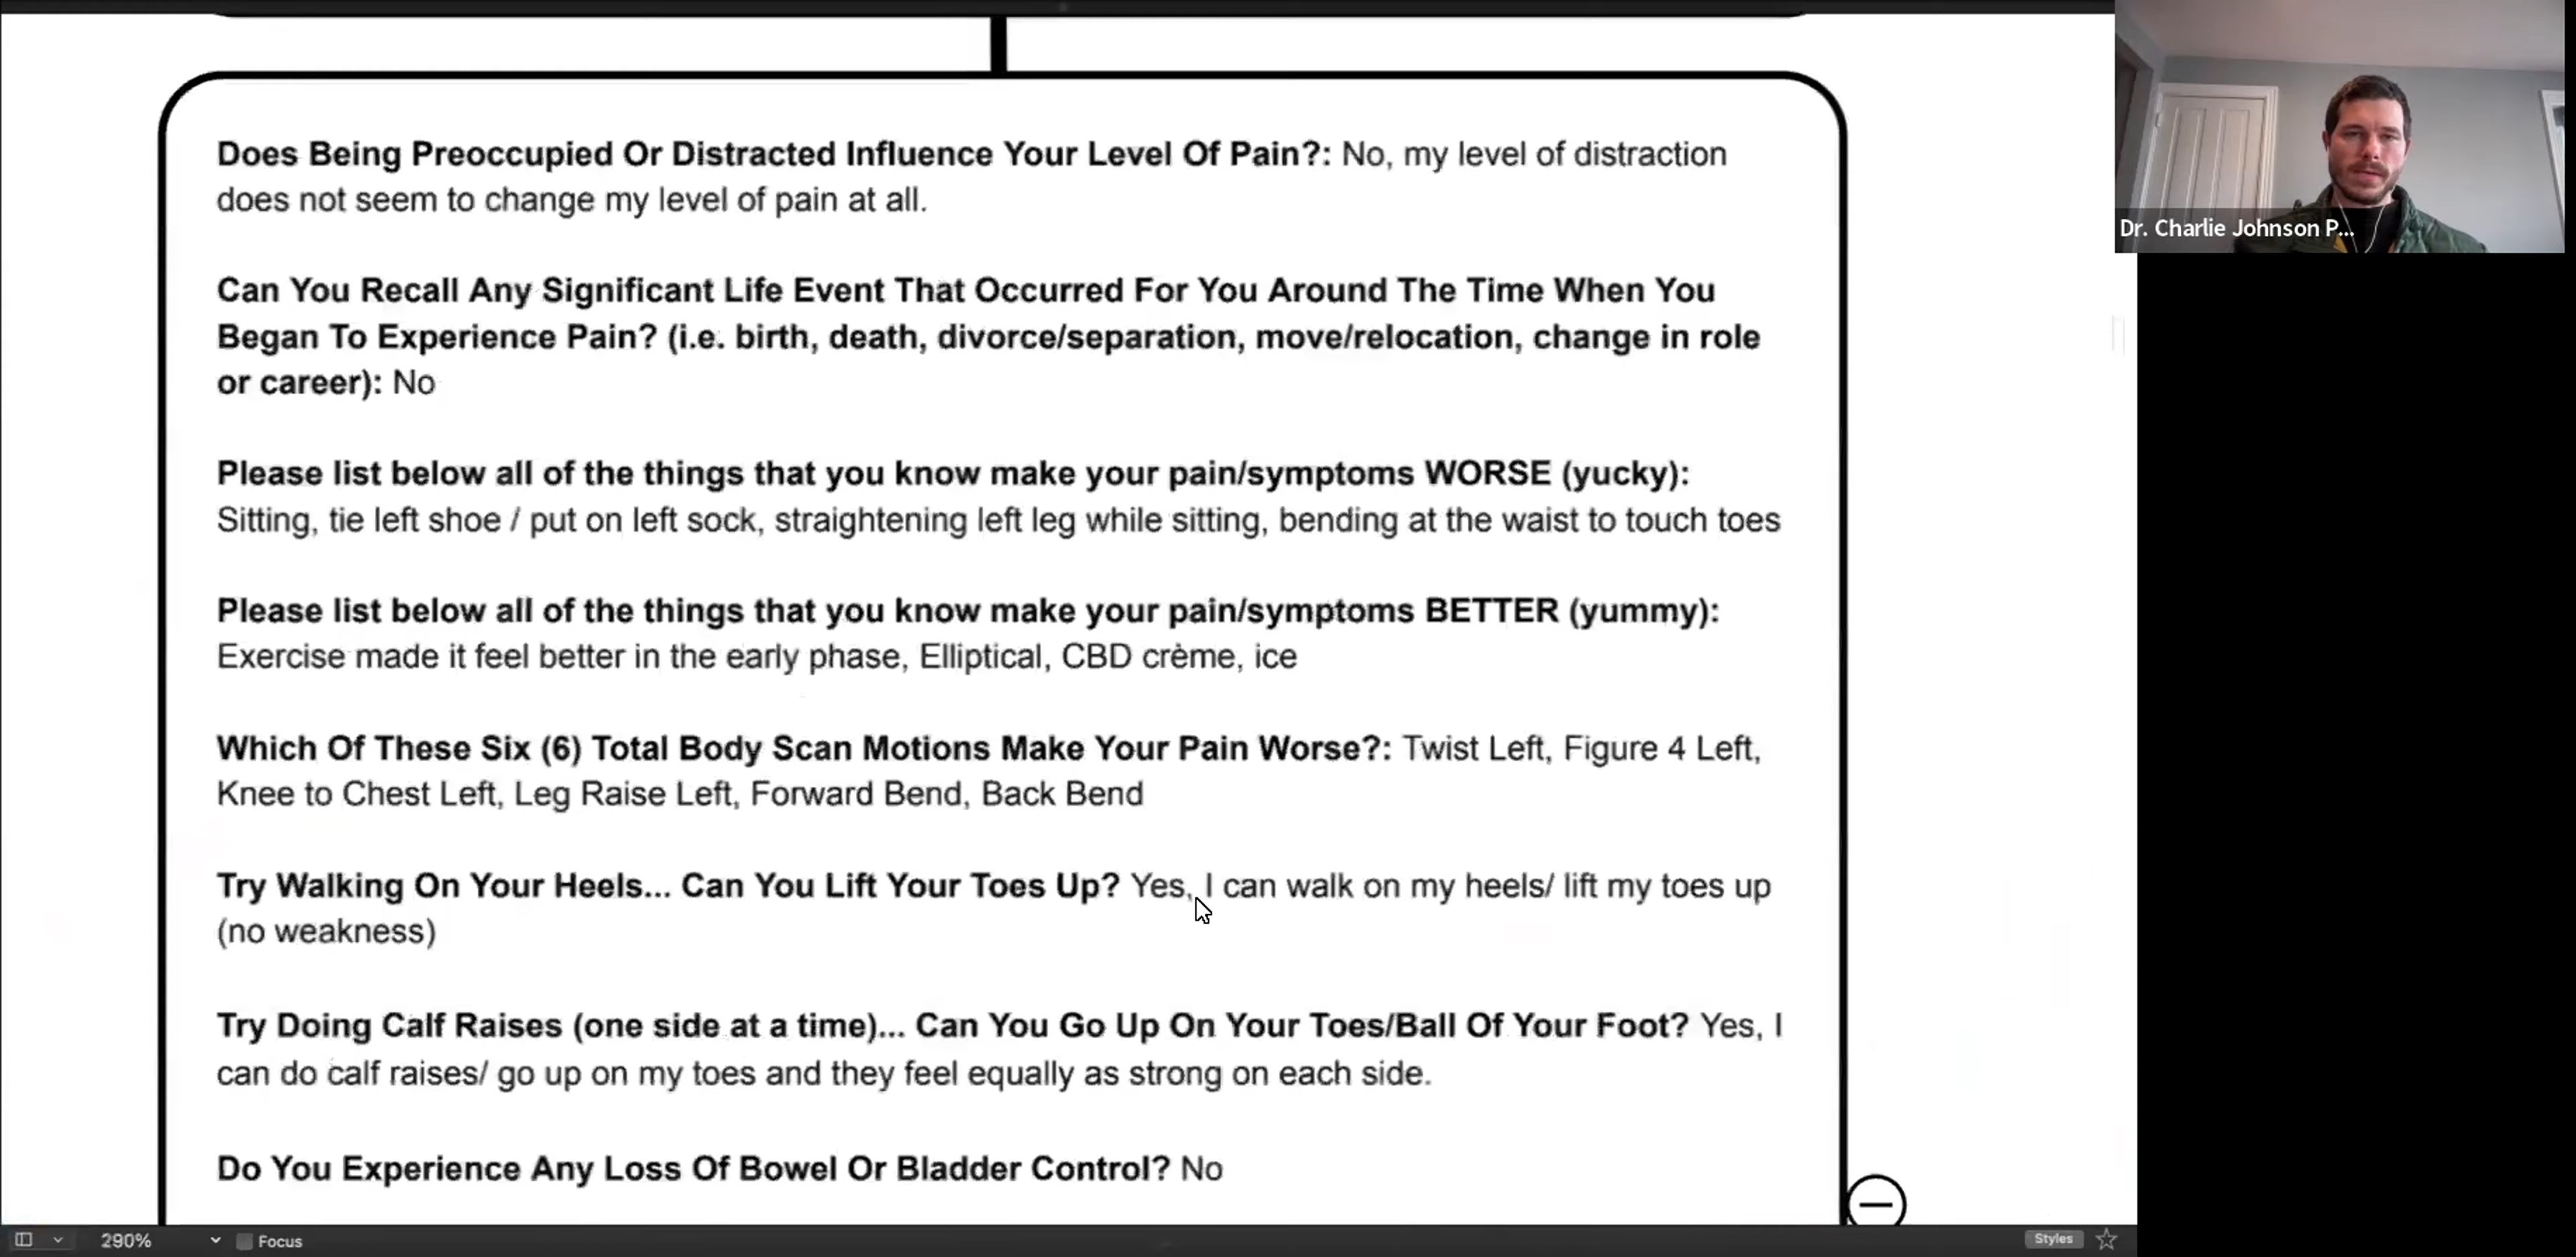 Does Being Preoccupied Or Distracted Influence Your Level Of Pain?: No, my level of distraction
does not seem to change my level of pain at all.
Can You Recall Any Significant Life Event That Occurred For You Around The Time When You
Began To Experience Pain? (i.e. birth, death, divorce/separation, move/relocation, change in role
or career): No
Please list below all of the things that you know make your pain/symptoms WORSE (yucky):
Sitting, tie left shoe / put on left sock, straightening left leg while sitting, bending at the waist to touch toes
Please list below all of the things that you know make your pain/symptoms BETTER (yummy):
Exercise made it feel better in the early phase, Elliptical, CBD crème, ice
Which Of These Six (6) Total Body Scan Motions Make Your Pain Worse?: Twist Left, Figure 4 Left,
Knee to Chest Left, Leg Raise Left, Forward Bend, Back Bend
Try Walking On Your Heels... Can You Lift Your Toes Up? Yes, I can walk on my heels/ lift my toes up
(no weakness)
Try Doing Calf Raises (one side at a time)... Can You Go Up On Your Toes/Ball Of Your Foot? Yes, I
can do calf raises/ go up on my toes and they feel equally as strong on each side.
Do You Experience Any Loss Of Bowel Or Bladder Control? No
Dr. Charlie Johnson P...
290%
Focus
Styles